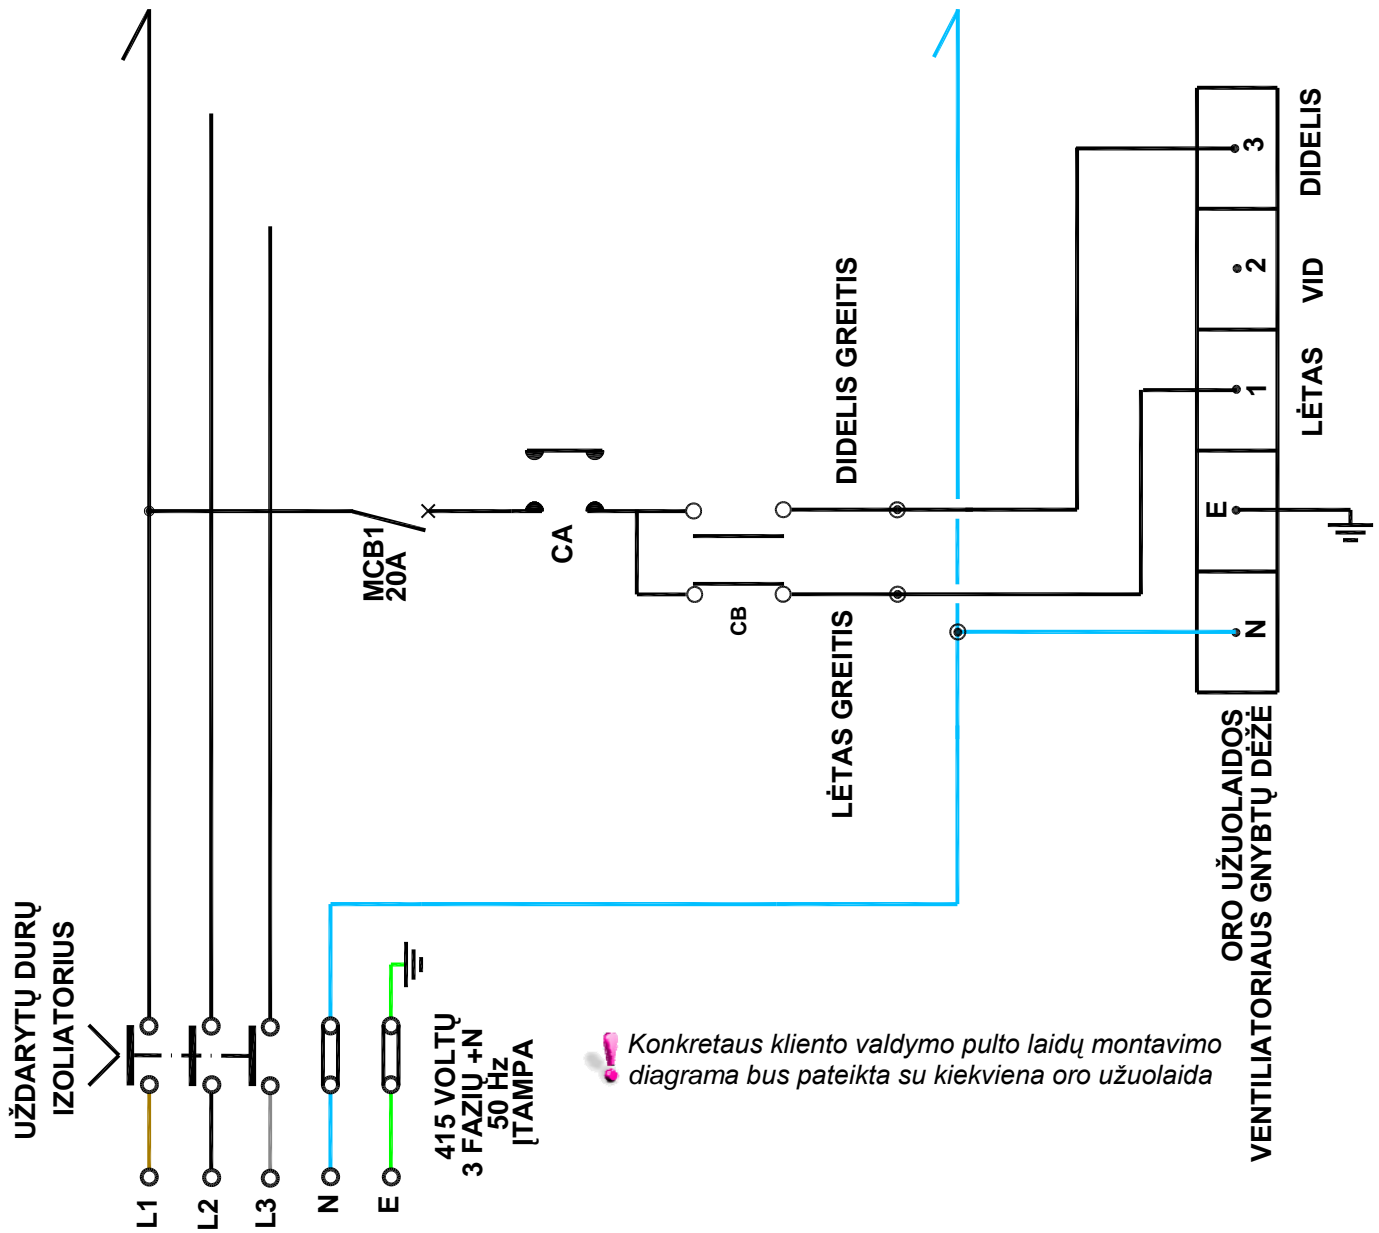 UŽDARYTŲ DURŲ
IZOLIATORIUS
L1
L2
L3
N
E
415 VOLTŲ
3 FAZIŲ +N
50 Hz
ĮTAMPA
MCB1
20A
CA
CB
DIDELIS GREITIS
LĖTAS GREITIS
3
2
1
E
N
DIDELIS
VID
LĖTAS
ORO UŽUOLAIDOS
VENTILIATORIAUS GNYBTŲ DĖŽĖ
Konkretaus kliento valdymo pulto laidų montavimo
diagrama bus pateikta su kiekviena oro užuolaida